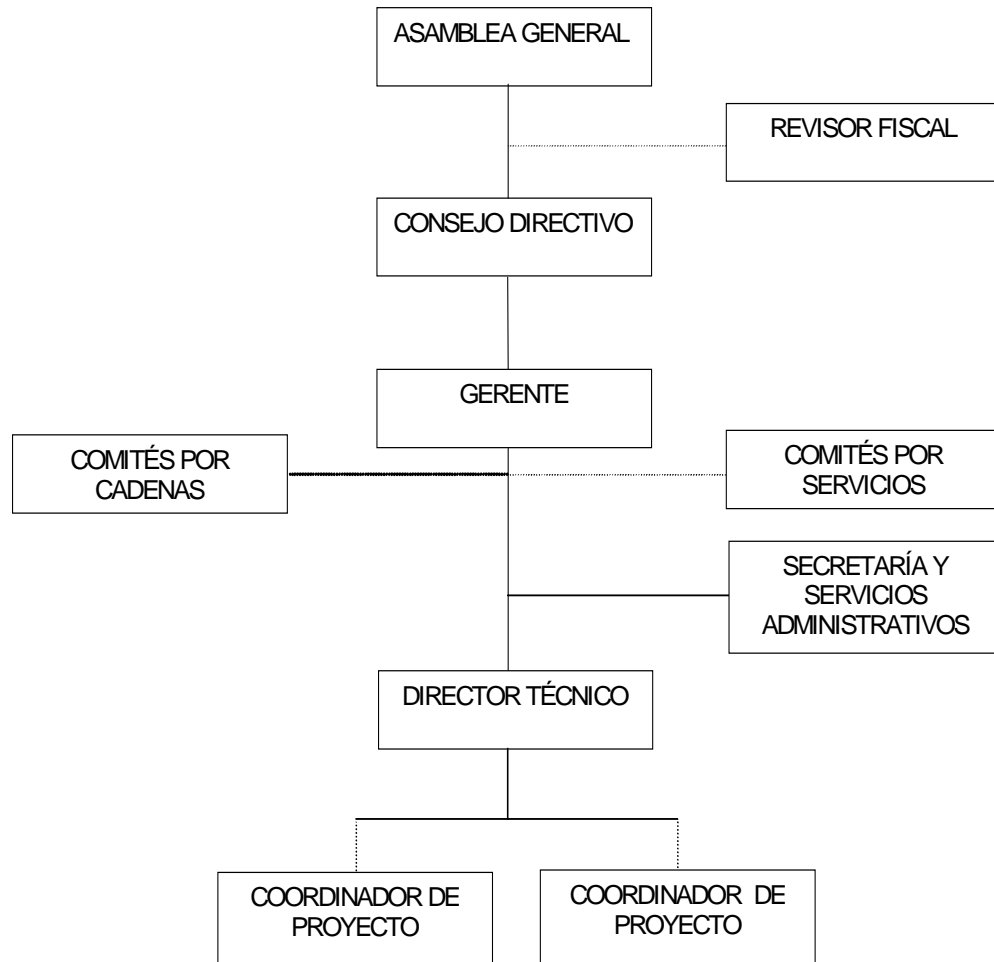 ASAMBLEA GENERAL
REVISOR FISCAL
CONSEJO DIRECTIVO
GERENTE
COMITÉS POR
CADENAS
COMITÉS POR
SERVICIOS
SECRETARÍA Y
SERVICIOS
ADMINISTRATIVOS
DIRECTOR TÉCNICO
COORDINADOR DE
PROYECTO
COORDINADOR DE
PROYECTO